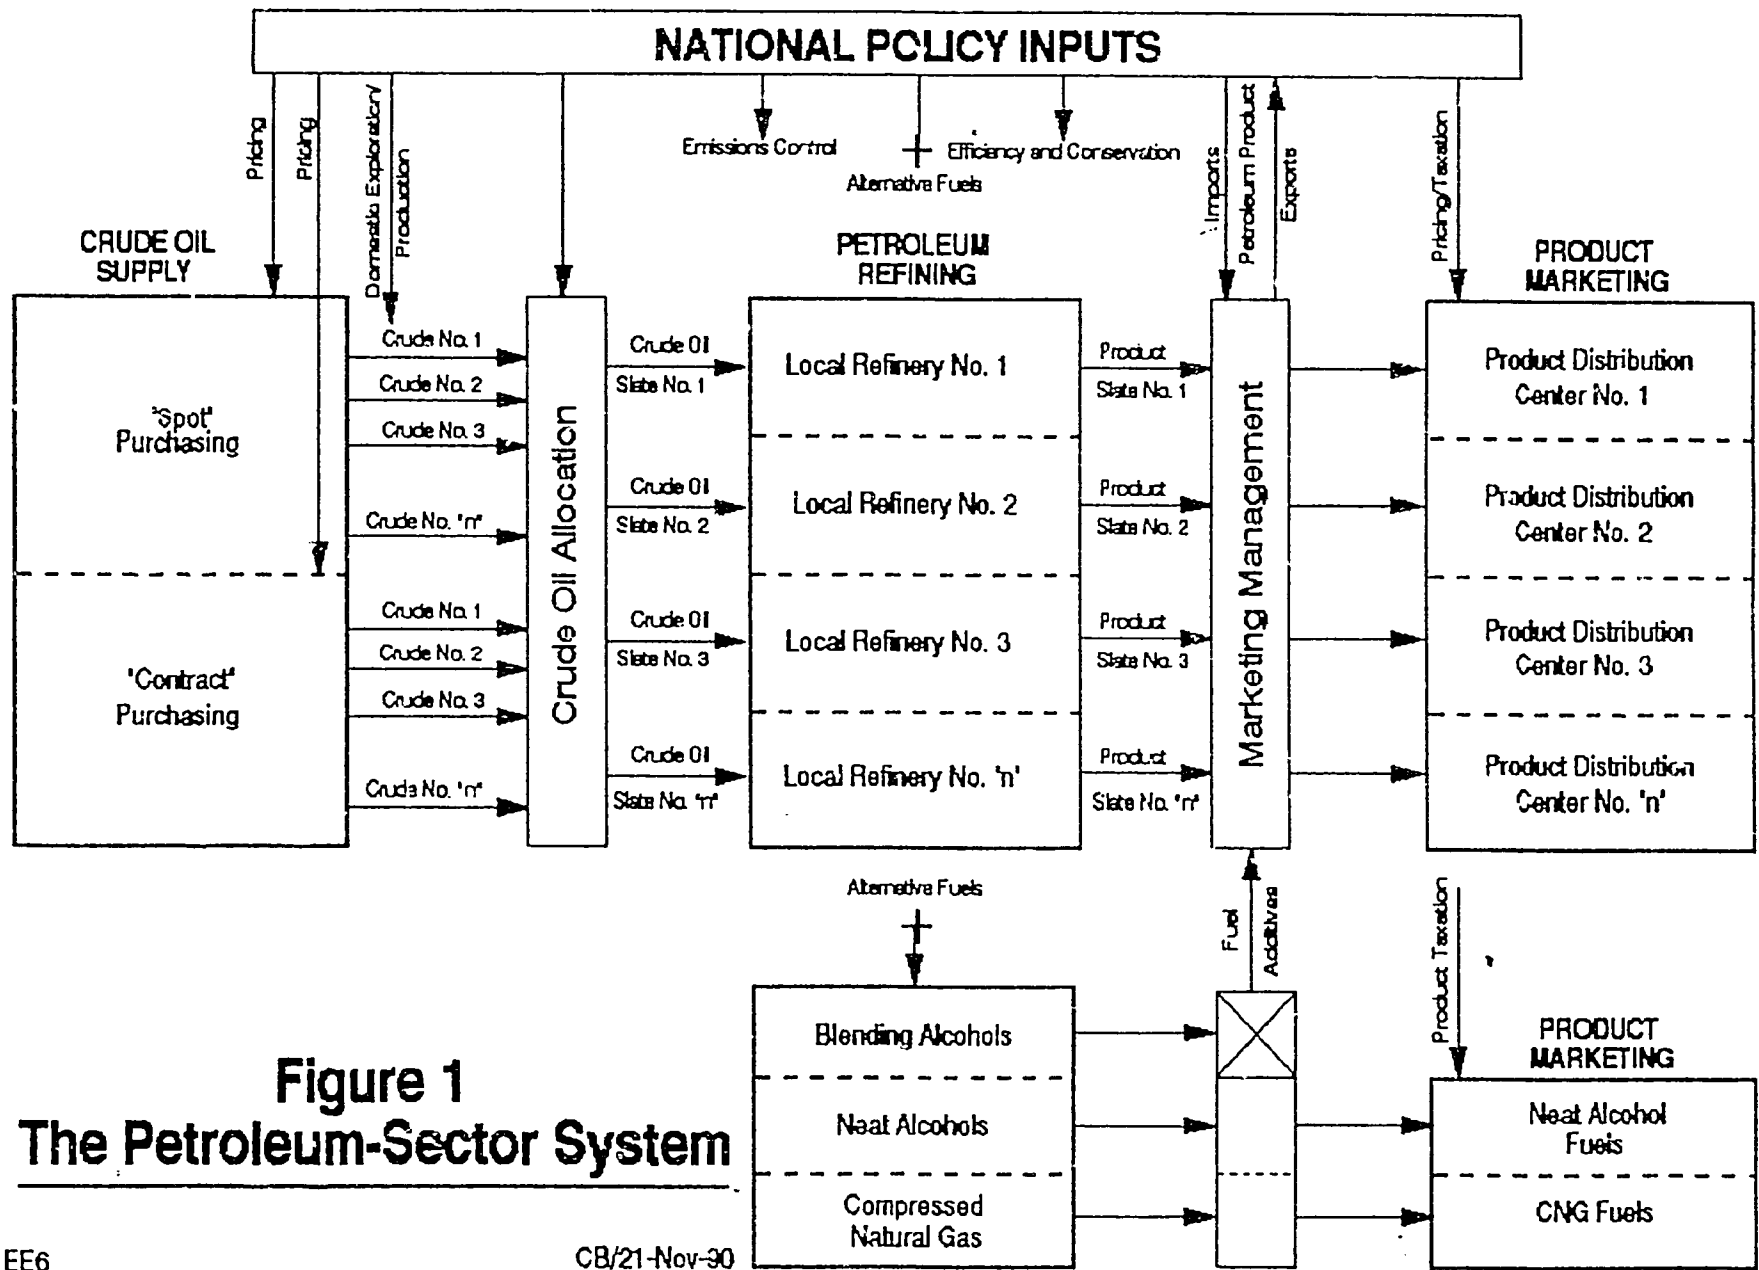 NATIONAL POLICY INPUTS
Pricing
Pricing
Domestic Exploration/
Production
Emissions Control
Efficiency and Conservation
Alternative Fuels
Imports
Petroleum Product
Exports
Pricing/Taxation
CRUDE OIL
SUPPLY
PETROLEUM
REFINING
PRODUCT
MARKETING
"Spot"
Purchasing
"Contract"
Purchasing
Crude No. 1
Crude No. 2
Crude No. 3
Crude No. "n"
Crude No. 1
Crude No. 2
Crude No. 3
Crude No. "n"
Crude Oil Allocation
Crude Oil
Slate No. 1
Crude Oil
Slate No. 2
Crude Oil
Slate No. 3
Crude Oil
Slate No. "n"
Local Refinery No. 1
Local Refinery No. 2
Local Refinery No. 3
Local Refinery No. "n"
Product
Slate No. 1
Product
Slate No. 2
Product
Slate No. 3
Product
Slate No. "n"
Marketing Management
Product Distribution
Center No. 1
Product Distribution
Center No. 2
Product Distribution
Center No. 3
Product Distribution
Center No. "n"
Alternative Fuels
Fuel
Additives
Product Taxation
Blending Alcohols
Neat Alcohols
Compressed
Natural Gas
PRODUCT
MARKETING
Neat Alcohol
Fuels
CNG Fuels
Figure 1
The Petroleum-Sector System
EE6
CB/21-Nov-90